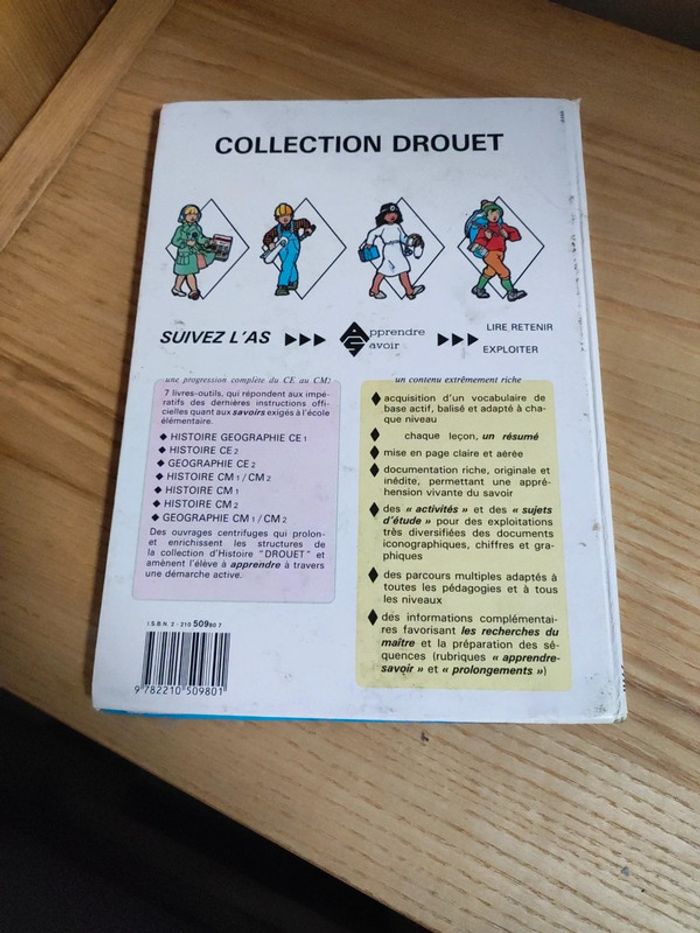 COLLECTION DROUET
SUIVEZ L'AS
Apprendre
Savoir
LIRE RETENIR
EXPLOITER
une progression complète du CE au CM2
7 livres-outils, qui répondent aux impé-
ratifs des dernières instructions offi-
cielles quant aux savoirs exigés à l'école
élémentaire.
◆ HISTOIRE GEOGRAPHIE CE 1
◆ HISTOIRE CE 2
◆ GEOGRAPHIE CE 2
◆ HISTOIRE CM 1 / CM 2
◆ HISTOIRE CM 1
◆ HISTOIRE CM 2
◆ GEOGRAPHIE CM 1 / CM 2
Des ouvrages centrifuges qui prolon-
et enrichissent les structures de
la collection d'Histoire "DROUET" et
amènent l'élève à apprendre à travers
une démarche active.
I.S.B.N. 2 - 210 50980 7
9 782210 509801
un contenu extrêmement riche
◆ acquisition d'un vocabulaire de
base actif, balisé et adapté à cha-
que niveau
◆ chaque leçon, un résumé
◆ mise en page claire et aérée
◆ documentation riche, originale et
inédite, permettant une appré-
hension vivante du savoir
◆ des « activités » et des « sujets
d'étude » pour des exploitations
très diversifiées des documents
iconographiques, chiffres et gra-
phiques
◆ des parcours multiples adaptés à
toutes les pédagogies et à tous
les niveaux
◆ des informations complémentai-
res favorisant les recherches du
maître et la préparation des sé-
quences (rubriques « apprendre-
savoir » et « prolongements »)